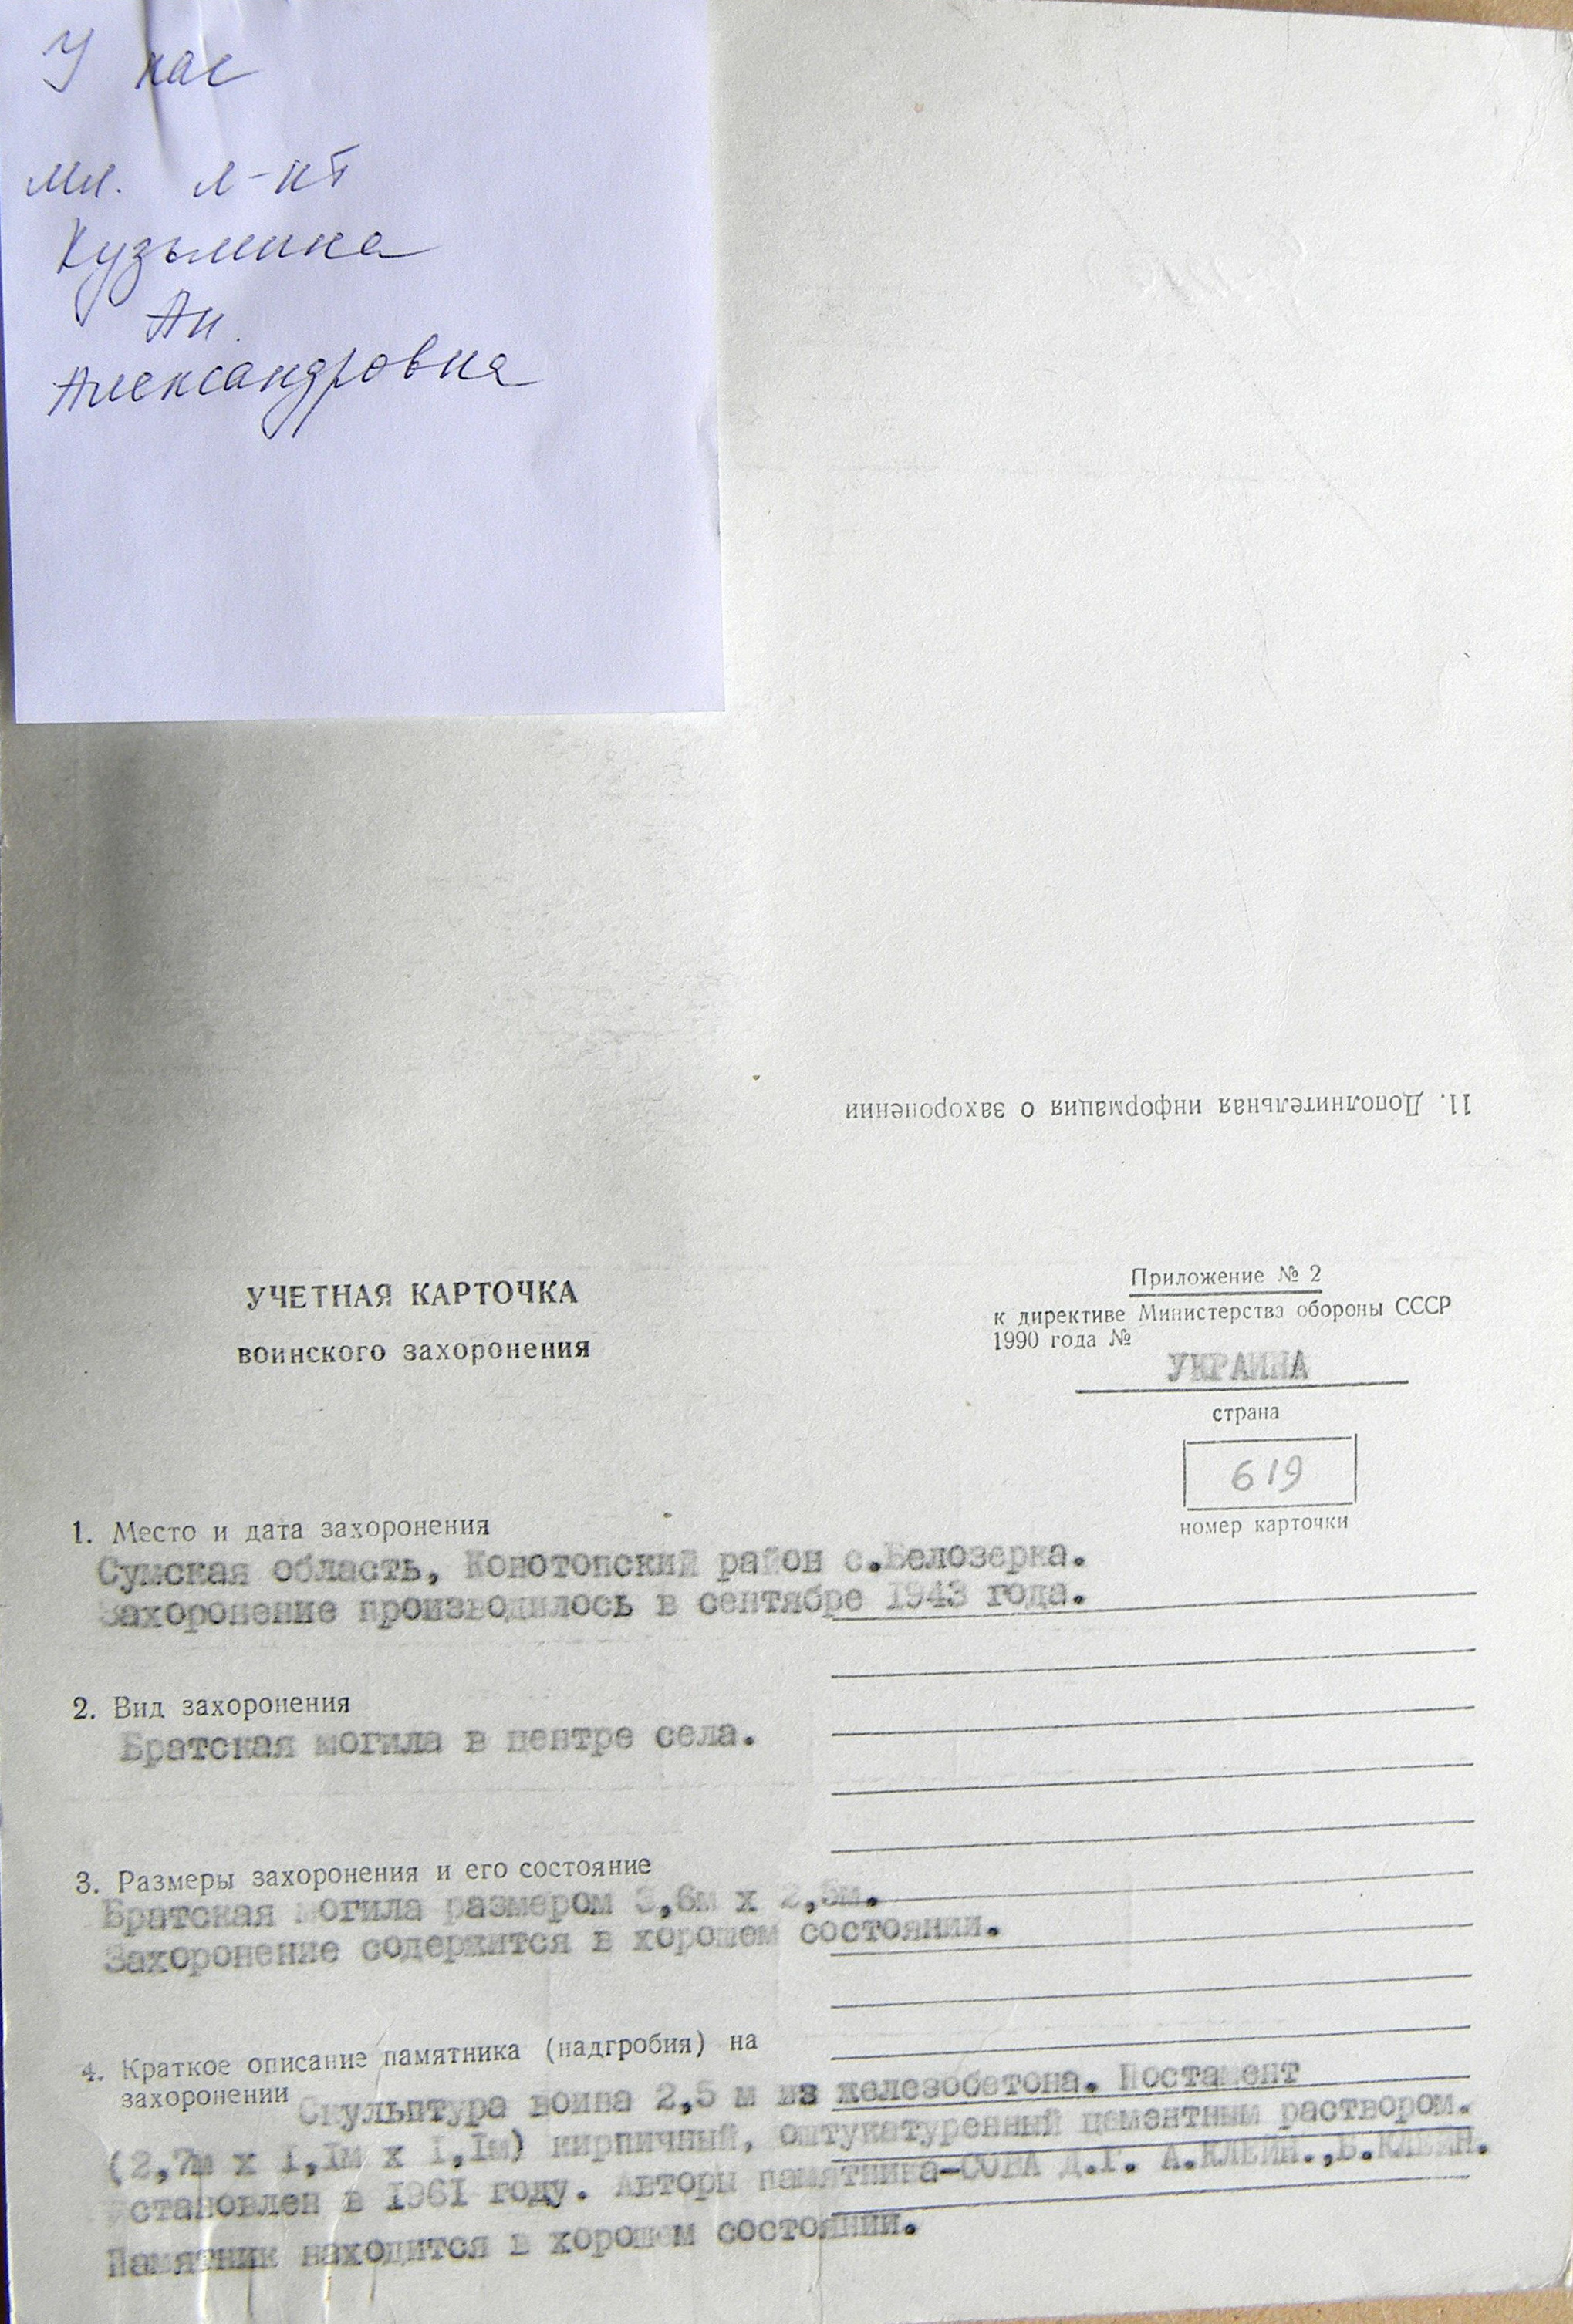 У нас
мл. л-нт
Кузьмина
Ан.
Александровна
11. Дополнительная информация о захоронении
УЧЕТНАЯ КАРТОЧКА
воинского захоронения
Приложение № 2
к директиве Министерства обороны СССР
1990 года №
УКРАИНА
страна
619
номер карточки
1. Место и дата захоронения
Сумская область, Конотопский район с.Белозерка.
Захоронение производилось в сентябре 1943 года.
2. Вид захоронения
Братская могила в центре села.
3. Размеры захоронения и его состояние
Братская могила размером 3,6м х 2,5м.
Захоронение содержится в хорошем состоянии.
4. Краткое описание памятника (надгробия) на
захоронении Скульптура воина 2,5 м из железобетона. Постамент
(2,7м х 1,1м х 1,1м) кирпичный, оштукатуренный цементным раствором.
Установлен в 1961 году. Авторы памятника-СОВА Д.Г. А.КЛЕЙН.,Б.КЛЕЙН.
Памятник находится в хорошем состоянии.